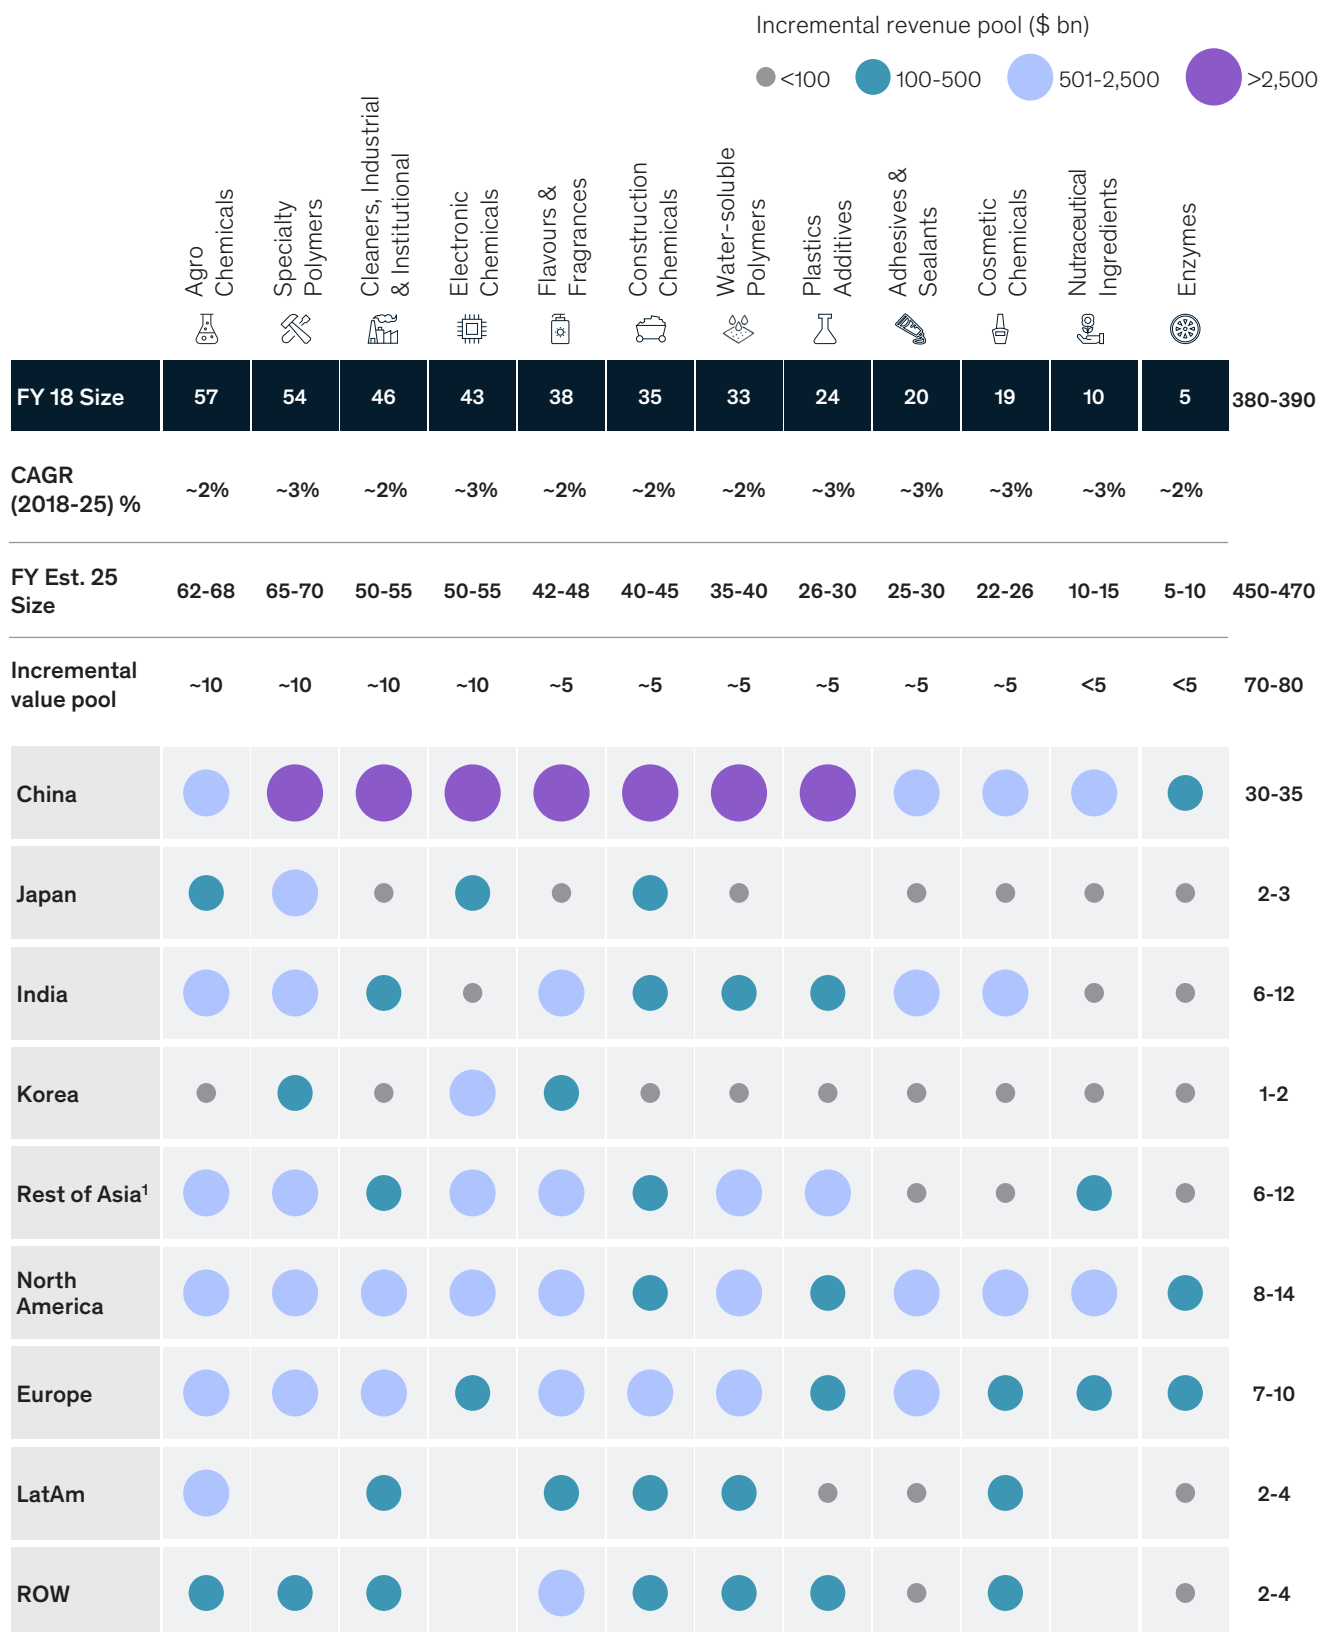 Incremental revenue pool ($ bn)
<100 100-500 501-2,500 >2,500
Agro
Chemicals
Specialty
Polymers
Cleaners, Industrial
& Institutional
Electronic
Chemicals
Flavours &
Fragrances
Construction
Chemicals
Water-soluble
Polymers
Plastics
Additives
Adhesives &
Sealants
Cosmetic
Chemicals
Nutraceutical
Ingredients
Enzymes
FY 18 Size 57 54 46 43 38 35 33 24 20 19 10 5 380-390
CAGR
(2018-25) % ~2% ~3% ~2% ~3% ~2% ~2% ~2% ~3% ~3% ~3% ~3% ~2%
FY Est. 25
Size 62-68 65-70 50-55 50-55 42-48 40-45 35-40 26-30 25-30 22-26 10-15 5-10 450-470
Incremental
value pool ~10 ~10 ~10 ~10 ~5 ~5 ~5 ~5 ~5 ~5 <5 <5 70-80
China 30-35
Japan 2-3
India 6-12
Korea 1-2
Rest of Asia¹ 6-12
North
America 8-14
Europe 7-10
LatAm 2-4
ROW 2-4